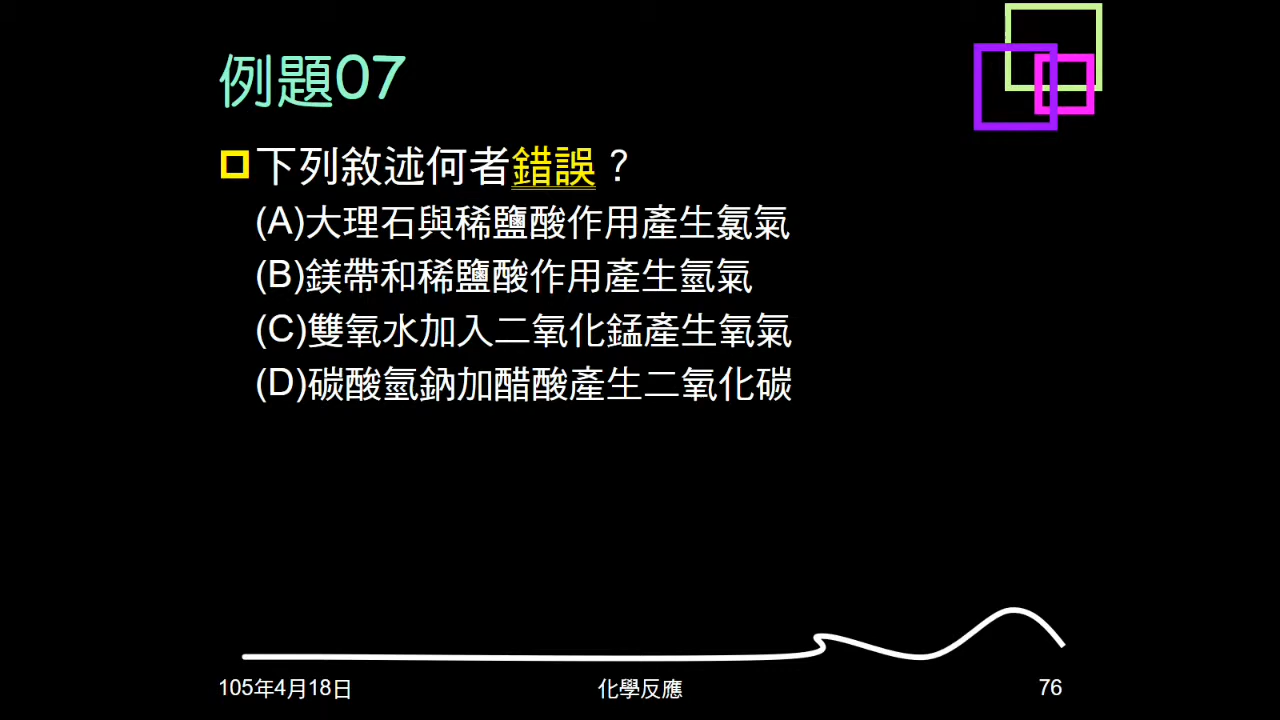 例題07
下列敘述何者錯誤？
(A)大理石與稀鹽酸作用產生氯氣
(B)鎂帶和稀鹽酸作用產生氫氣
(C)雙氧水加入二氧化錳產生氧氣
(D)碳酸氫鈉加醋酸產生二氧化碳
105年4月18日
化學反應
76